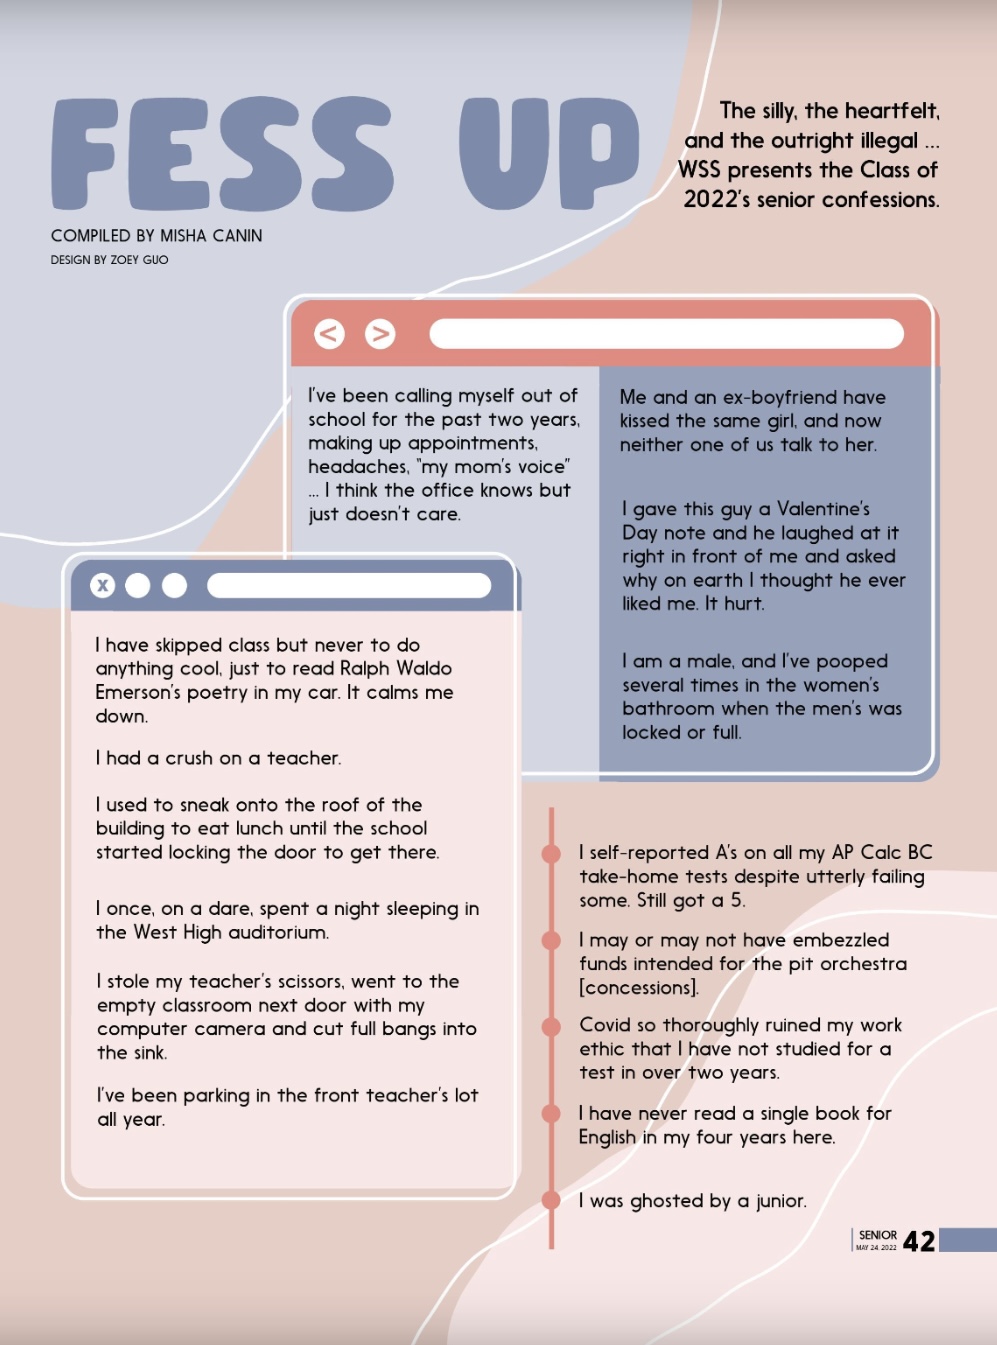 FESS UP
COMPILED BY MISHA CANIN
DESIGN BY ZOEY GUO
The silly, the heartfelt,
and the outright illegal ...
WSS presents the Class of
2022's senior confessions.
< >
I've been calling myself out of
school for the past two years,
making up appointments,
headaches, "my mom's voice"
... I think the office knows but
just doesn't care.
Me and an ex-boyfriend have
kissed the same girl, and now
neither one of us talk to her.
I gave this guy a Valentine's
Day note and he laughed at it
right in front of me and asked
why on earth I thought he ever
liked me. It hurt.
I am a male, and I've pooped
several times in the women's
bathroom when the men's was
locked or full.
x
I have skipped class but never to do
anything cool, just to read Ralph Waldo
Emerson's poetry in my car. It calms me
down.
I had a crush on a teacher.
I used to sneak onto the roof of the
building to eat lunch until the school
started locking the door to get there.
I once, on a dare, spent a night sleeping in
the West High auditorium.
I stole my teacher's scissors, went to the
empty classroom next door with my
computer camera and cut full bangs into
the sink.
I've been parking in the front teacher's lot
all year.
I self-reported A's on all my AP Calc BC
take-home tests despite utterly failing
some. Still got a 5.
I may or may not have embezzled
funds intended for the pit orchestra
[concessions].
Covid so thoroughly ruined my work
ethic that I have not studied for a
test in over two years.
I have never read a single book for
English in my four years here.
I was ghosted by a junior.
SENIOR
MAY 24, 2022
42